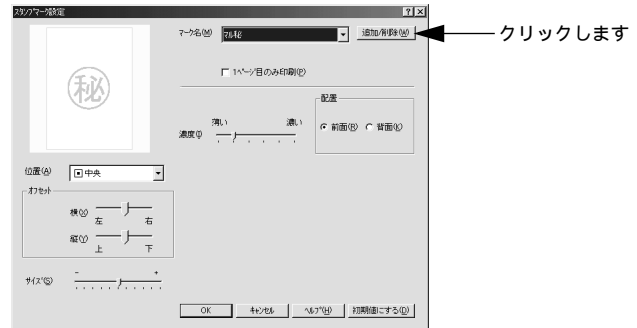 スタンプマーク設定
マーク名(M) マル秘 追加/削除(W) クリックします
1ページ目のみ印刷(P)
秘
配置
薄い 濃い
濃度(I)
前面(R) 背面(K)
位置(A) 中央
オフセット
横(X)
左 右
縦(Y)
上 下
サイズ(S) - +
OK キャンセル ヘルプ(H) 初期値にする(D)